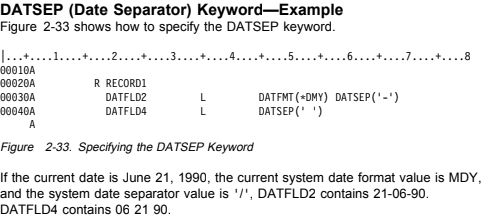 DATSEP (Date Separator) Keyword—Example
Figure 2-33 shows how to specify the DATSEP keyword.
|...+....1....+....2....+....3....+....4....+....5....+....6....+....7....+....8
00010A
00020A          R RECORD1
00030A            DATFLD2         L         DATFMT(*DMY) DATSEP('-')
00040A            DATFLD4         L         DATSEP(' ')
     A
Figure 2-33. Specifying the DATSEP Keyword
If the current date is June 21, 1990, the current system date format value is MDY,
and the system date separator value is '/', DATFLD2 contains 21-06-90.
DATFLD4 contains 06 21 90.